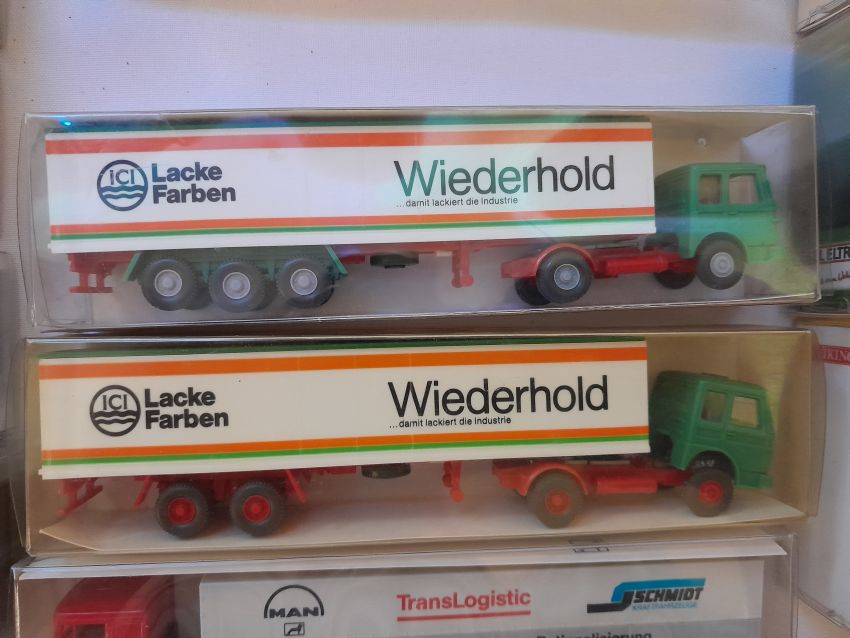 ICI Lacke
Farben
Wiederhold
...damit lackiert die Industrie
ICI Lacke
Farben
Wiederhold
...damit lackiert die Industrie
MAN
TransLogistic
SCHMIDT
KRAFTFAHRZEUGE